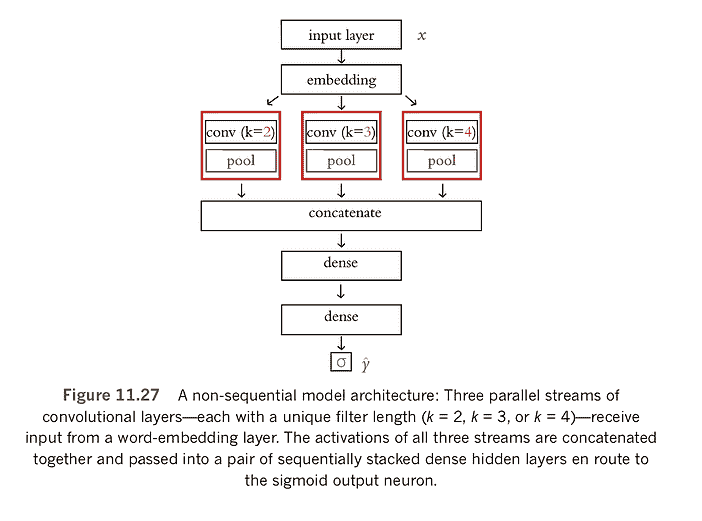 input layer x
embedding
conv (k=2) conv (k=3) conv (k=4)
pool pool pool
concatenate
dense
dense
σ ŷ
Figure 11.27 A non-sequential model architecture: Three parallel streams of
convolutional layers—each with a unique filter length (k = 2, k = 3, or k = 4)—receive
input from a word-embedding layer. The activations of all three streams are concatenated
together and passed into a pair of sequentially stacked dense hidden layers en route to
the sigmoid output neuron.